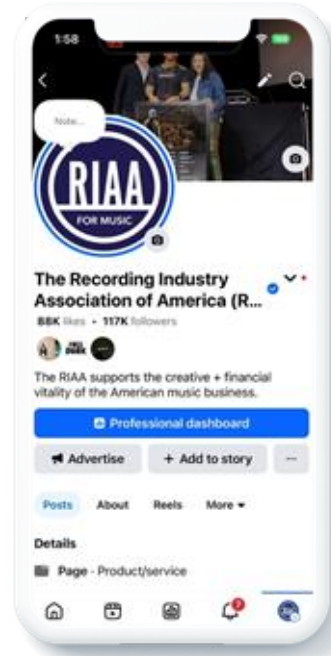 1:58
Note...
RIAA
FOR MUSIC
The Recording Industry
Association of America (R...
88K likes • 117K followers
The RIAA supports the creative + financial
vitality of the American music business.
Professional dashboard
Advertise
+ Add to story
...
Posts About Reels More
Details
Page - Product/service